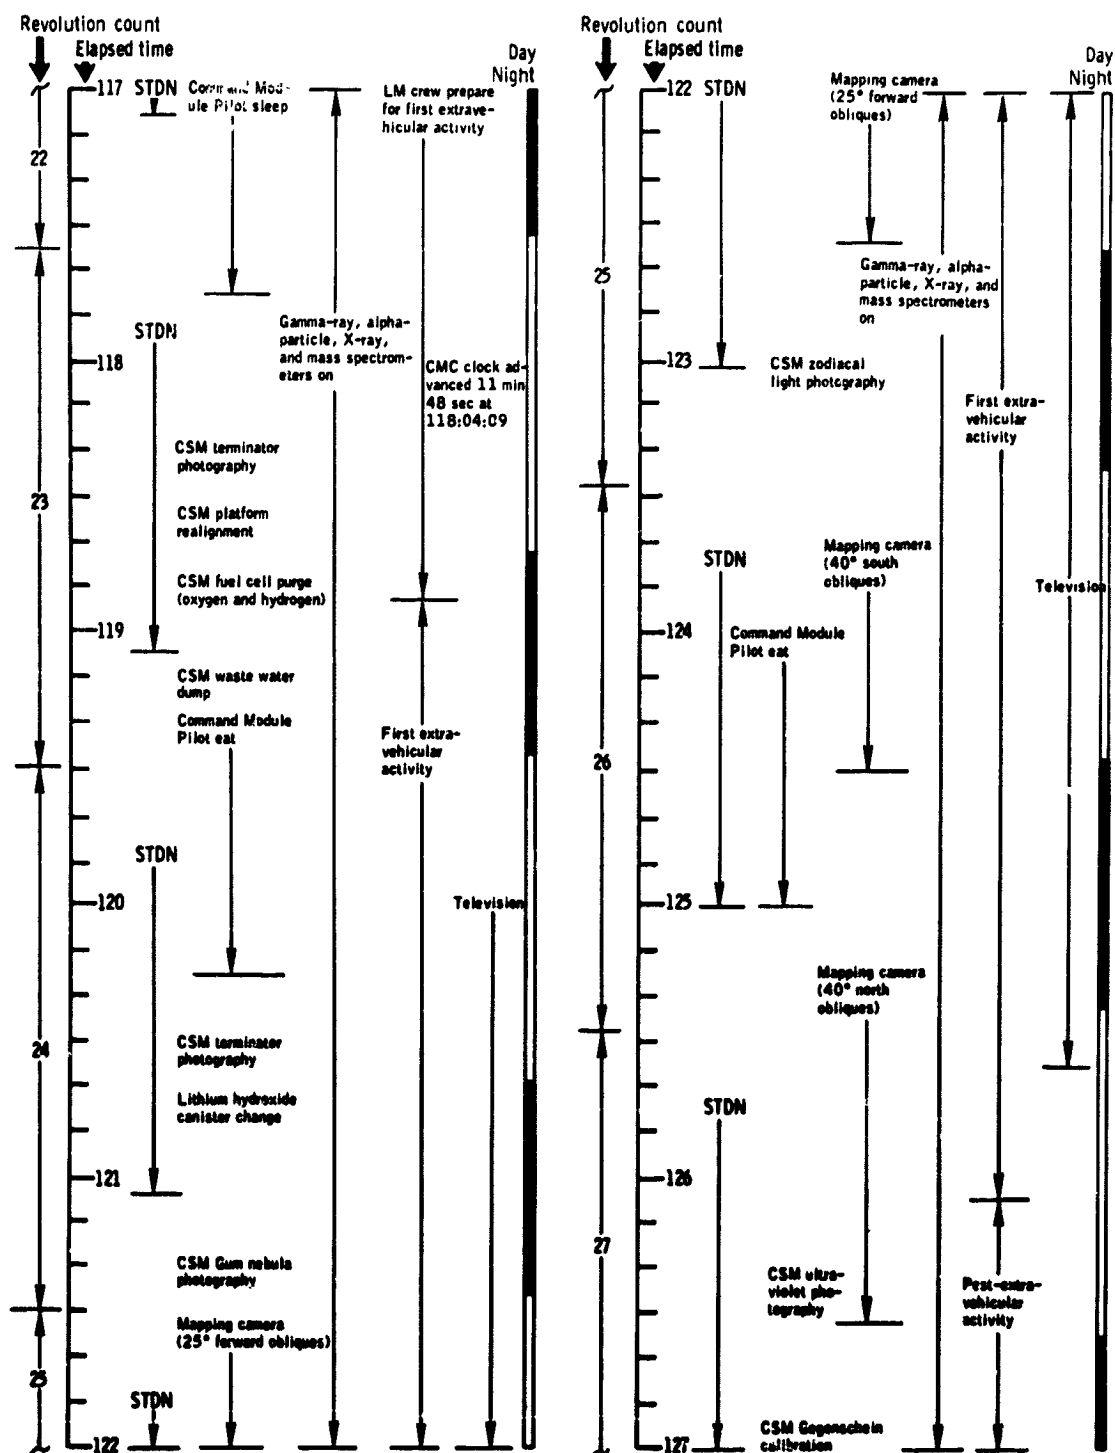 Revolution count
Elapsed time
Day
Night
117
STDN
Command Mod-
ule Pilot sleep
LM crew prepare
for first extrave-
hicular activity
22
STDN
118
Gamma-ray, alpha-
particle, X-ray,
and mass spectrom-
eters on
CMC clock ad-
vanced 11 min
48 sec at
118:04:09
CSM terminator
photography
23
CSM platform
realignment
CSM fuel cell purge
(oxygen and hydrogen)
119
CSM waste water
dump
Command Module
Pilot eat
First extra-
vehicular
activity
STDN
120
Television
24
CSM terminator
photography
Lithium hydroxide
canister change
121
CSM Gum nebula
photography
Mapping camera
(25° forward obliques)
25
STDN
122
Revolution count
Elapsed time
Day
Night
122
STDN
Mapping camera
(25° forward
obliques)
25
Gamma-ray, alpha-
particle, X-ray, and
mass spectrometers
on
123
CSM zodiacal
light photography
First extra-
vehicular
activity
STDN
Mapping camera
(40° south
obliques)
Television
124
Command Module
Pilot eat
26
125
Mapping camera
(40° north
obliques)
STDN
126
27
CSM ultra-
violet pho-
tography
Post-extra-
vehicular
activity
CSM Gegenschein
calibration
127